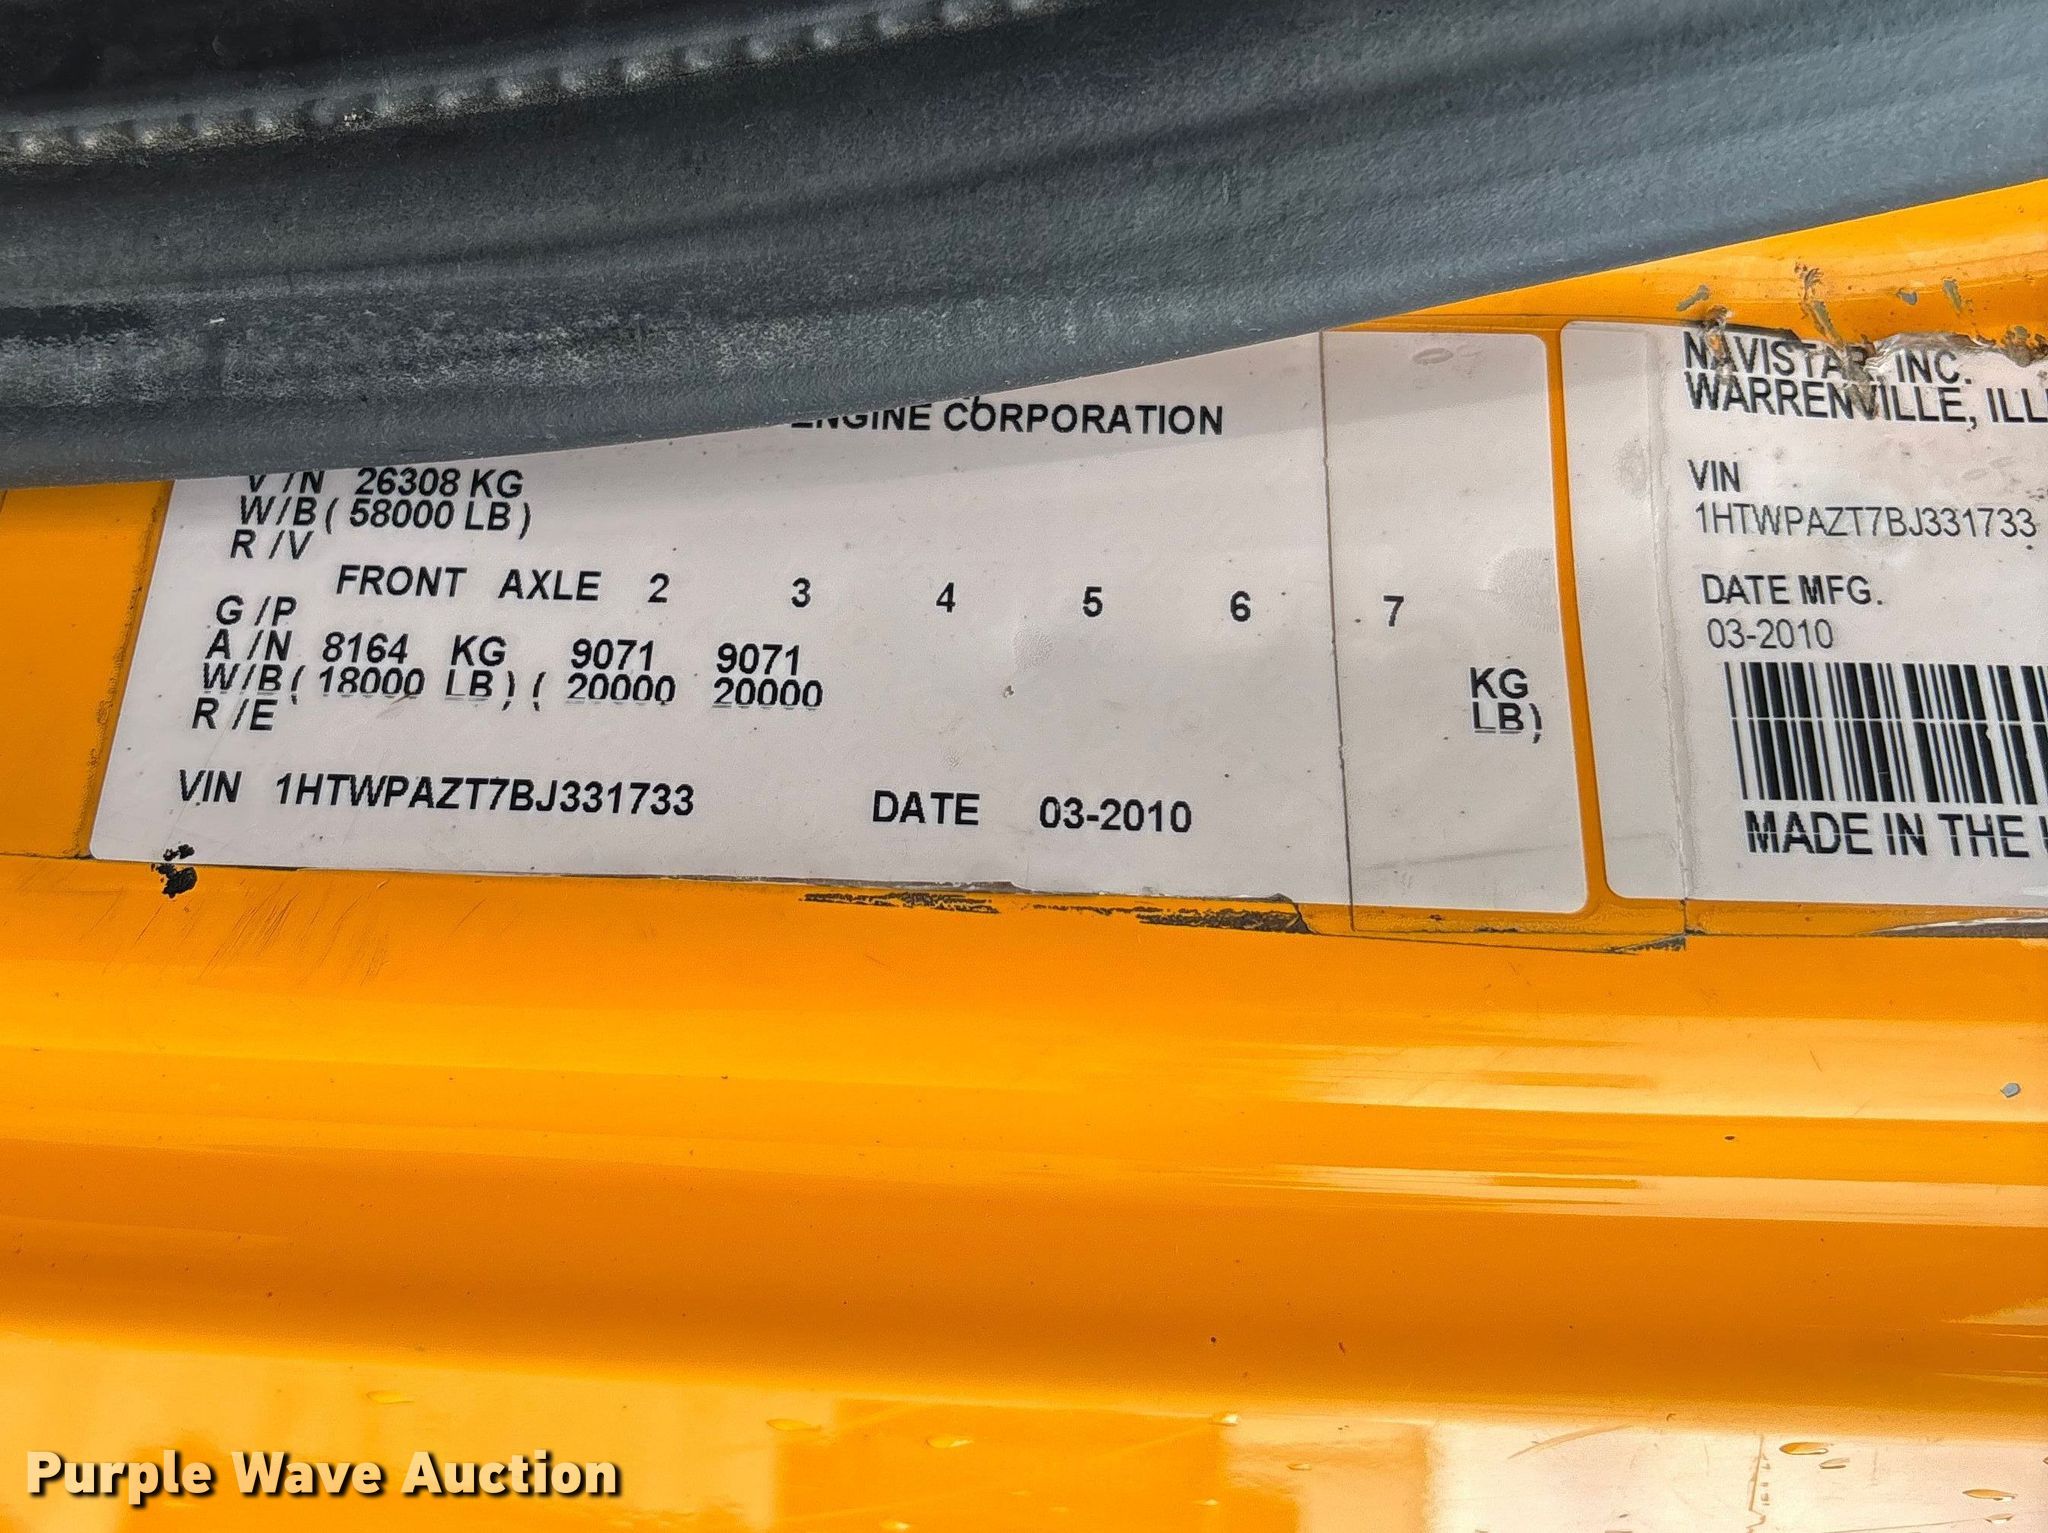 ENGINE CORPORATION
V/N 26308 KG
W/B ( 58000 LB )
R/V
FRONT AXLE 2 3 4 5 6 7
G/P
A/N 8164 KG 9071 9071 KG
W/B ( 18000 LB ) ( 20000 20000 LB)
R/E
VIN 1HTWPAZT7BJ331733 DATE 03-2010
NAVISTAR, INC.
WARRENVILLE, ILL
VIN
1HTWPAZT7BJ331733
DATE MFG.
03-2010
MADE IN THE
Purple Wave Auction